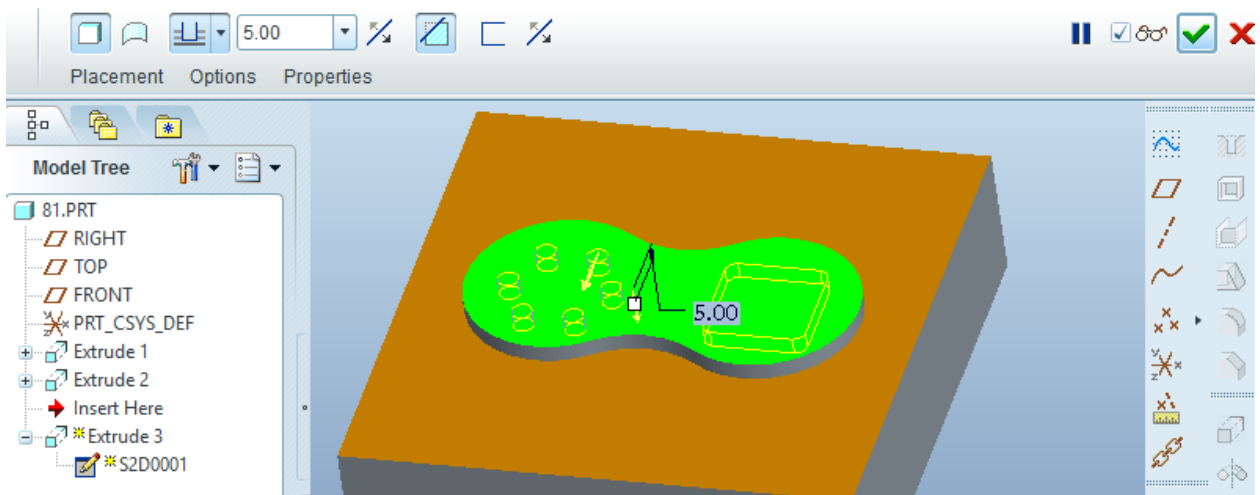 5.00
Placement Options Properties
Model Tree
81.PRT
RIGHT
TOP
FRONT
PRT_CSYS_DEF
Extrude 1
Extrude 2
Insert Here
Extrude 3
S2D0001
5.00